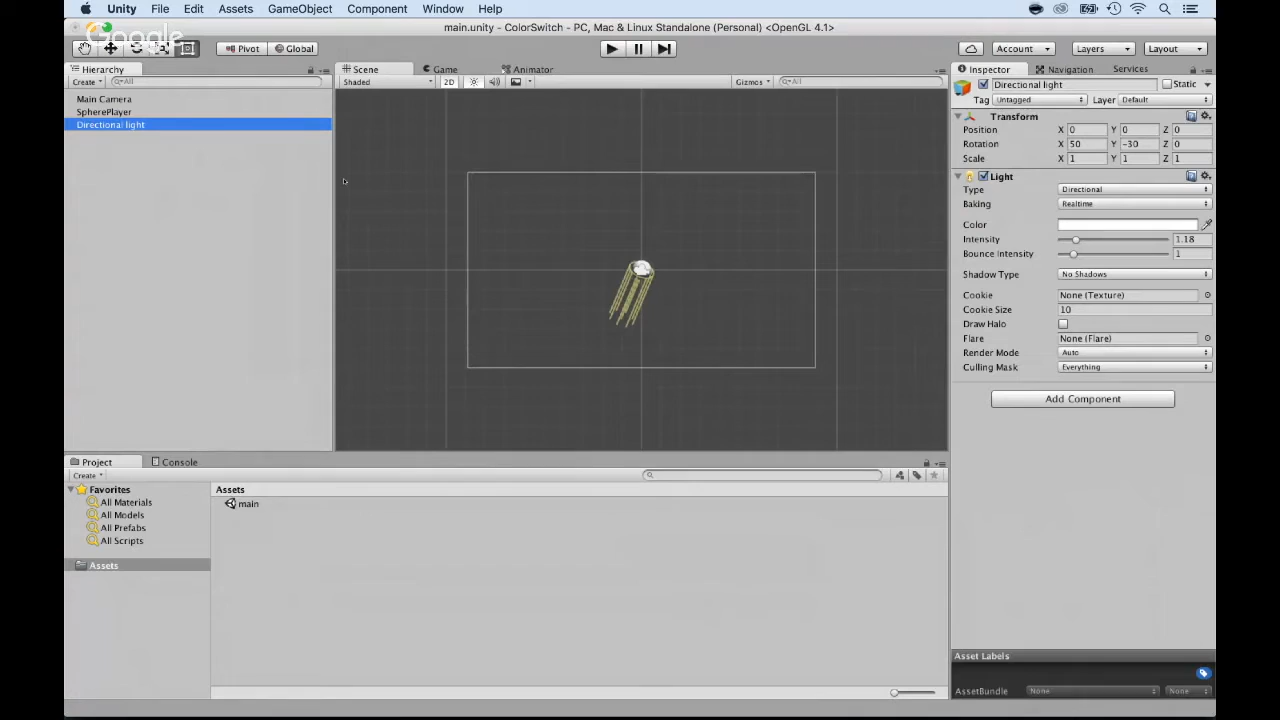 Unity File Edit Assets GameObject Component Window Help
main.unity - ColorSwitch - PC, Mac & Linux Standalone (Personal) <OpenGL 4.1>
Google
Pivot Global Account Layers Layout
Hierarchy Scene Game Animator Inspector Navigation Services
Create All Shaded 2D Gizmos All Directional light Static
Tag Untagged Layer Default
Main Camera
SpherePlayer
Directional light
Transform
Position X 0 Y 0 Z 0
Rotation X 50 Y -30 Z 0
Scale X 1 Y 1 Z 1
Light
Type Directional
Baking Realtime
Color
Intensity 1.18
Bounce Intensity 1
Shadow Type No Shadows
Cookie None (Texture)
Cookie Size 10
Draw Halo
Flare None (Flare)
Render Mode Auto
Culling Mask Everything
Add Component
Project Console
Create
Favorites Assets
All Materials main
All Models
All Prefabs
All Scripts
Assets
Asset Labels
AssetBundle None None